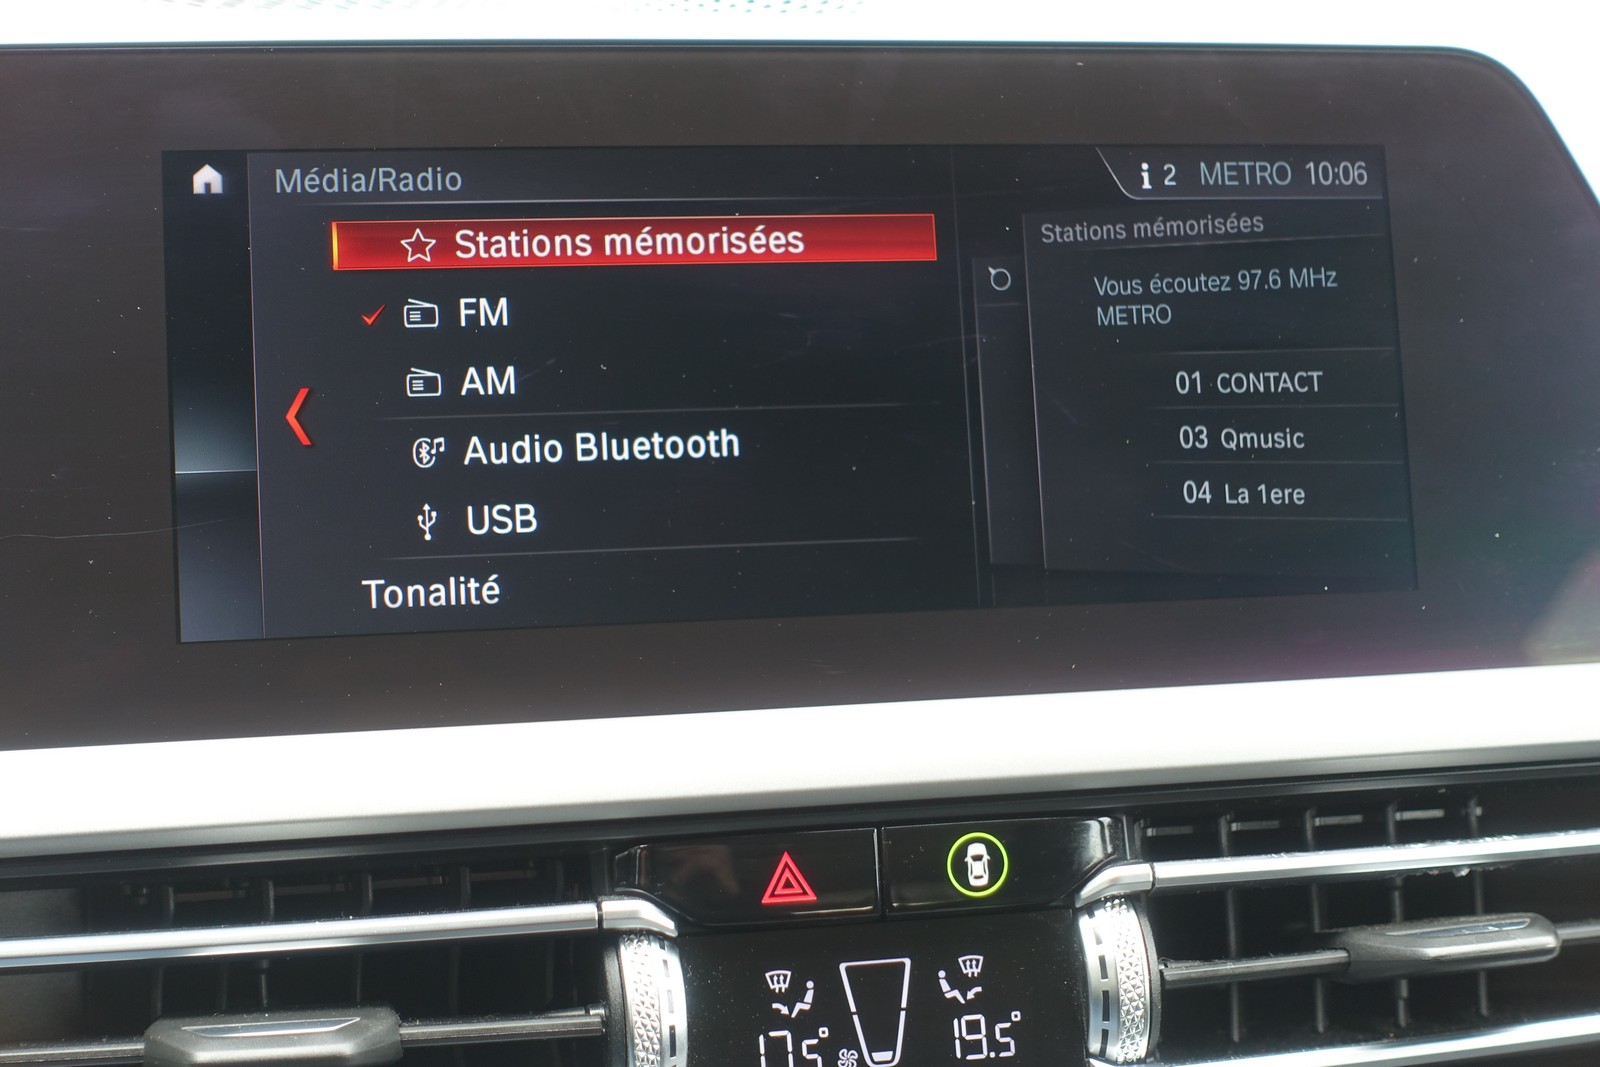 Média/Radio
i 2 METRO 10:06
Stations mémorisées
FM
AM
Audio Bluetooth
USB
Tonalité
Stations mémorisées
Vous écoutez 97.6 MHz
METRO
01 CONTACT
03 Qmusic
04 La 1ere
17.5°
19.5°